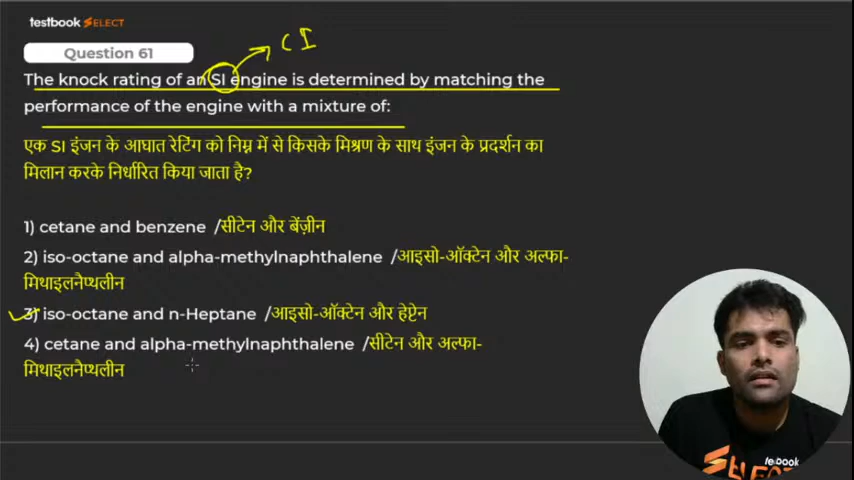 testbook SELECT
CI
Question 61
The knock rating of an SI engine is determined by matching the
performance of the engine with a mixture of:
एक SI इंजन के आघात रेटिंग को निम्न में से किसके मिश्रण के साथ इंजन के प्रदर्शन का
मिलान करके निर्धारित किया जाता है?
1) cetane and benzene /सीटेन और बेंज़ीन
2) iso-octane and alpha-methylnaphthalene /आइसो-ऑक्टेन और अल्फा-
मिथाइलनैप्थलीन
3) iso-octane and n-Heptane /आइसो-ऑक्टेन और हेप्टेन
4) cetane and alpha-methylnaphthalene /सीटेन और अल्फा-
मिथाइलनैप्थलीन
testbook
SELECT